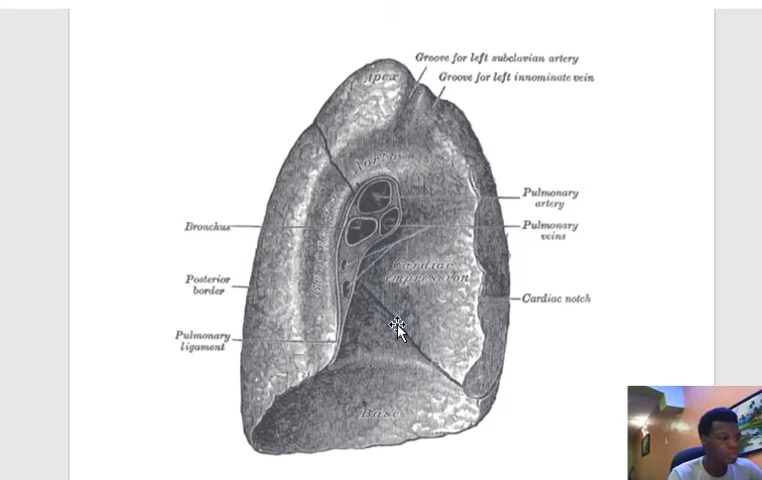 Groove for left subclavian artery
Apex
Groove for left innominate vein
Aorta
Pulmonary
artery
Bronchus
Pulmonary
veins
Cardiac
impression
Posterior
border
Cardiac notch
Pulmonary
ligament
Base